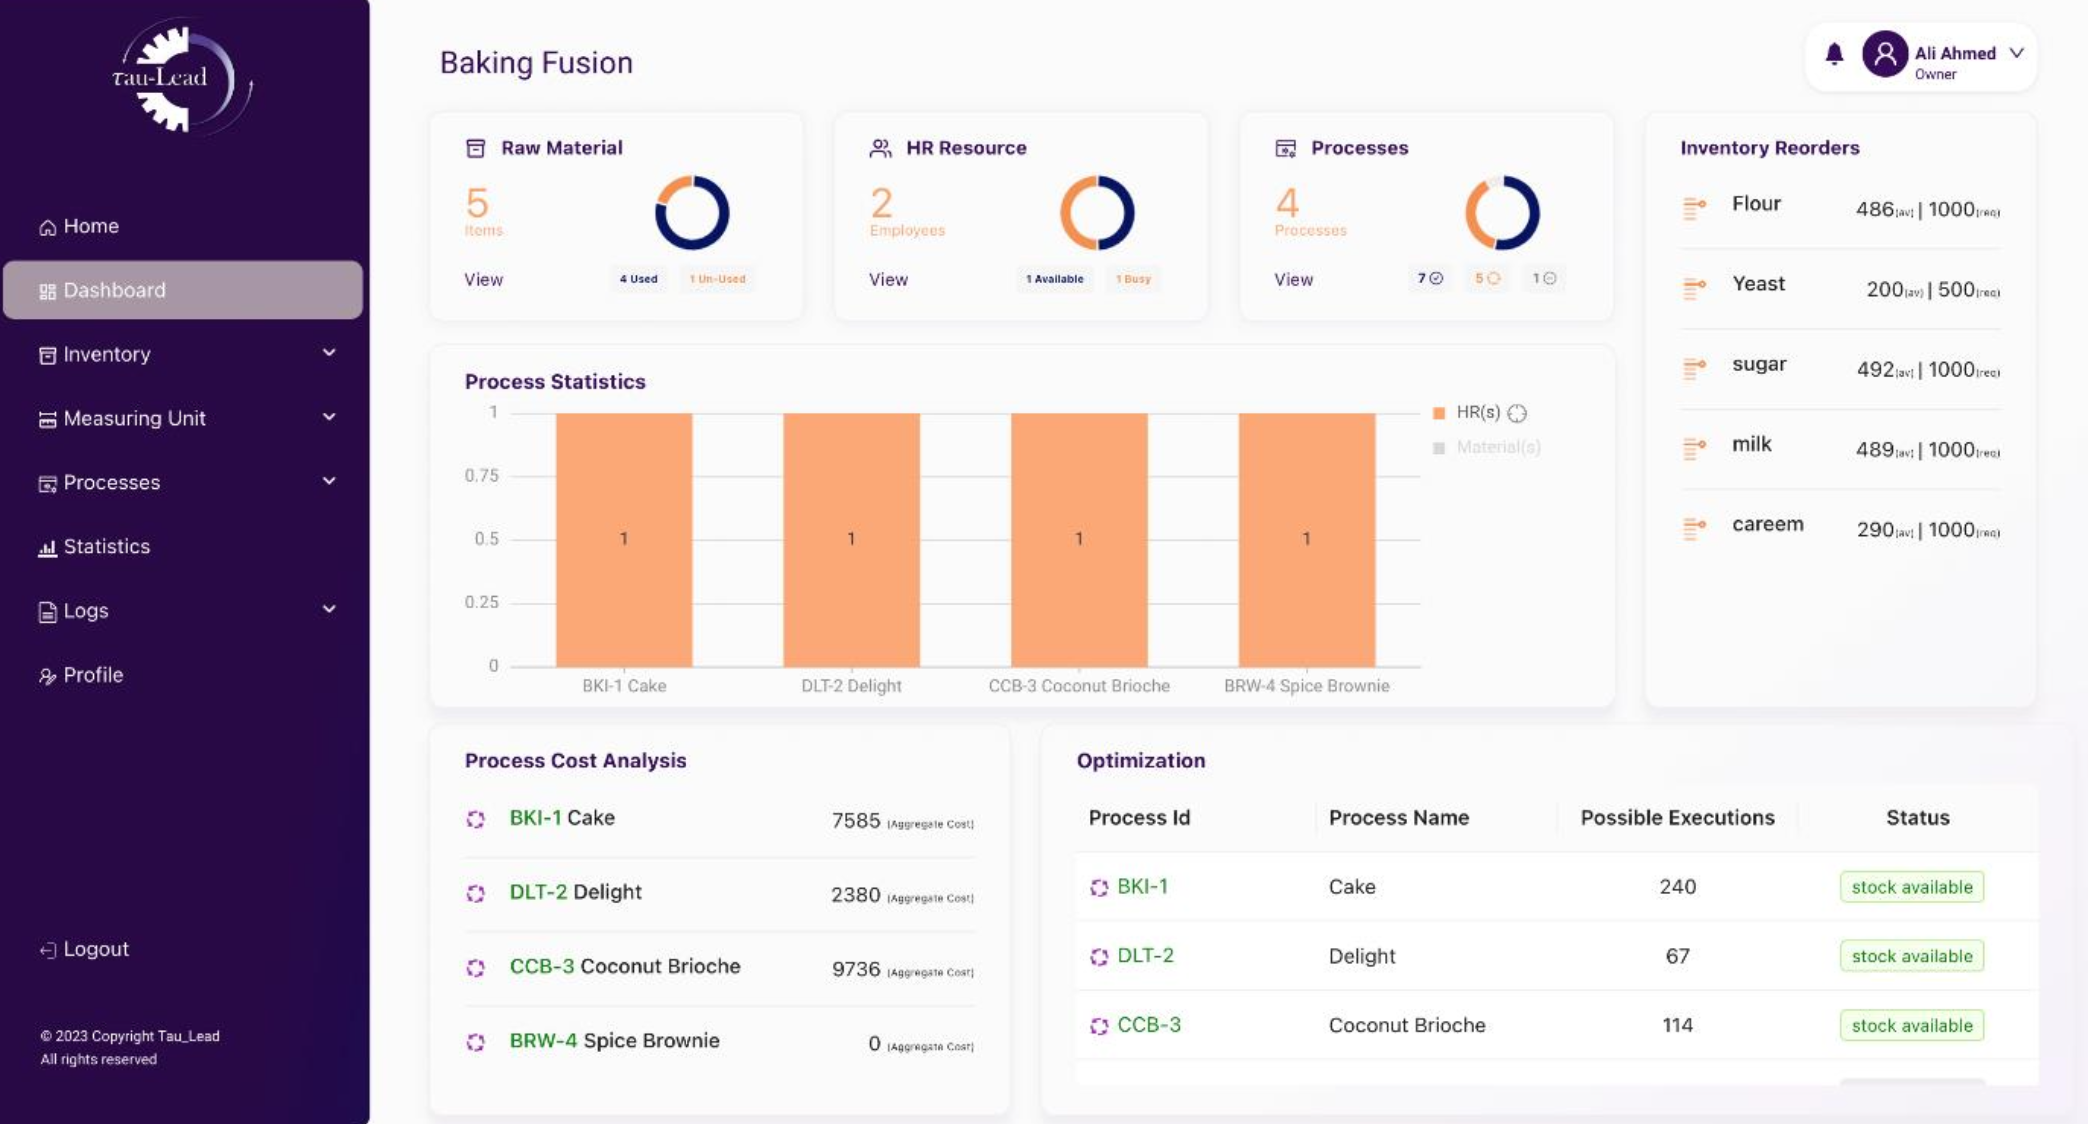 τau-Lead
Home
Dashboard
Inventory
Measuring Unit
Processes
Statistics
Logs
Profile
Logout
© 2023 Copyright Tau_Lead
All rights reserved
Baking Fusion
Ali Ahmed
Owner
Raw Material
5
Items
View
4 Used
1 Un-Used
HR Resource
2
Employees
View
1 Available
1 Busy
Processes
4
Processes
View
7
5
1
Inventory Reorders
Flour 486(av) | 1000(req)
Yeast 200(av) | 500(req)
sugar 492(av) | 1000(req)
milk 489(av) | 1000(req)
careem 290(av) | 1000(req)
Process Statistics
1
0.75
0.5
0.25
0
1 1 1 1
BKI-1 Cake
DLT-2 Delight
CCB-3 Coconut Brioche
BRW-4 Spice Brownie
HR(s)
Material(s)
Process Cost Analysis
BKI-1 Cake 7585 (Aggregate Cost)
DLT-2 Delight 2380 (Aggregate Cost)
CCB-3 Coconut Brioche 9736 (Aggregate Cost)
BRW-4 Spice Brownie 0 (Aggregate Cost)
Optimization
Process Id Process Name Possible Executions Status
BKI-1 Cake 240 stock available
DLT-2 Delight 67 stock available
CCB-3 Coconut Brioche 114 stock available